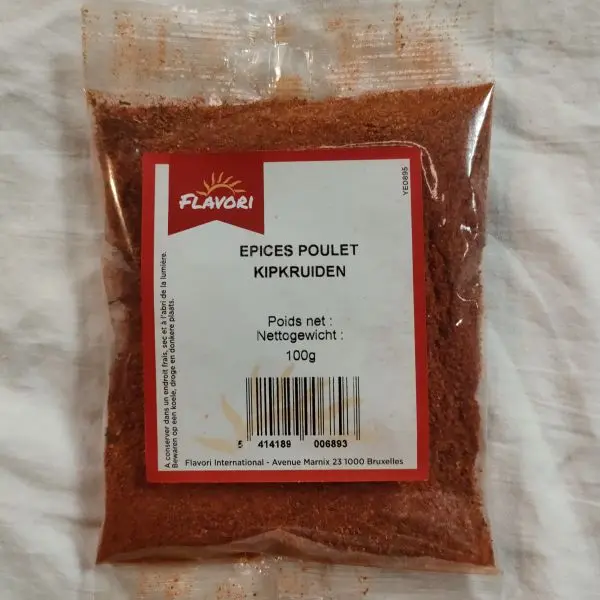 FLAVORI
YE0895
EPICES POULET
KIPKRUIDEN
Poids net :
Nettogewicht :
100g
A conserver dans un endroit frais, sec et à l'abri de la lumière.
Bewaren op een koele, droge en donkere plaats.
5 414189 006893
Flavori International - Avenue Marnix 23 1000 Bruxelles